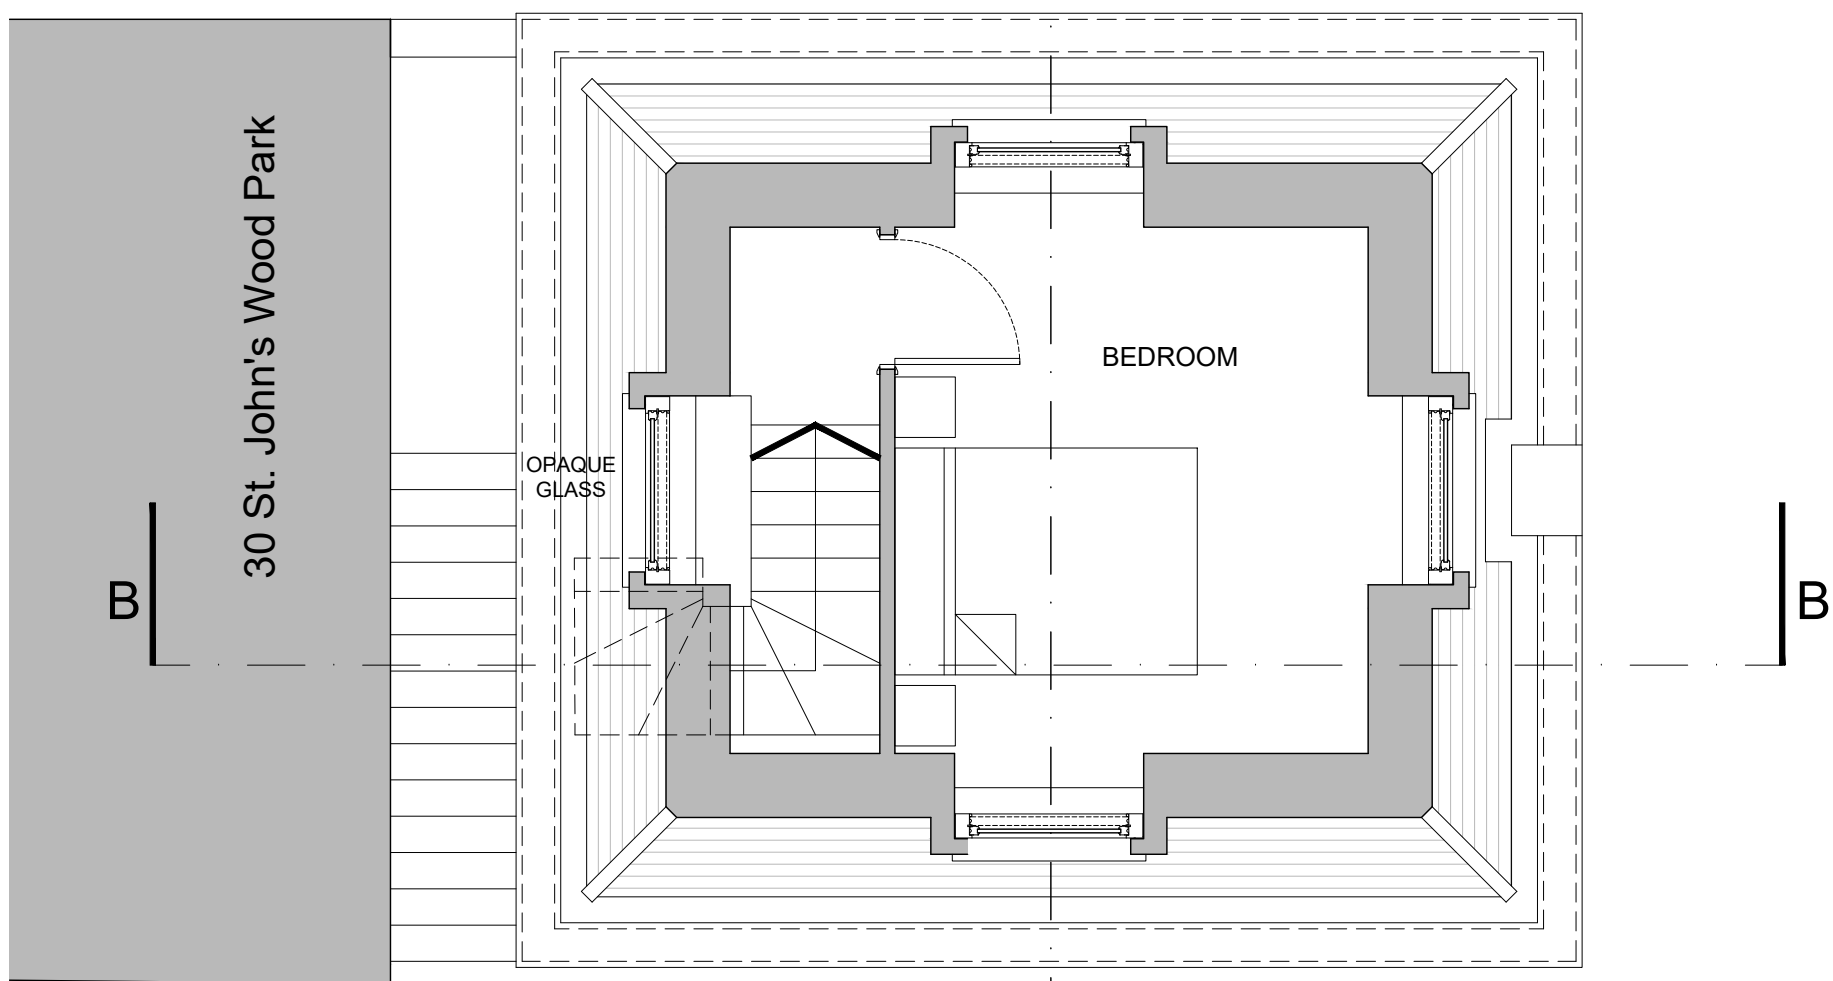 30 St. John's Wood Park
BEDROOM
OPAQUE
GLASS
B
B